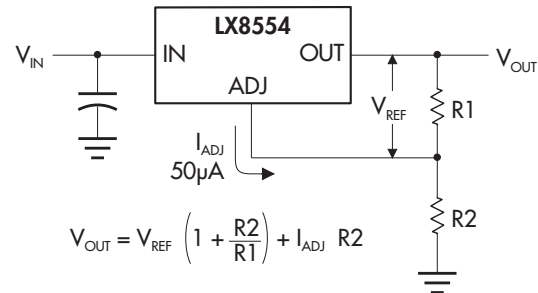 LX8554
V_IN
IN
OUT
V_OUT
ADJ
V_REF
R1
I_ADJ
50µA
R2
V_OUT = V_REF (1 + R2/R1) + I_ADJ R2